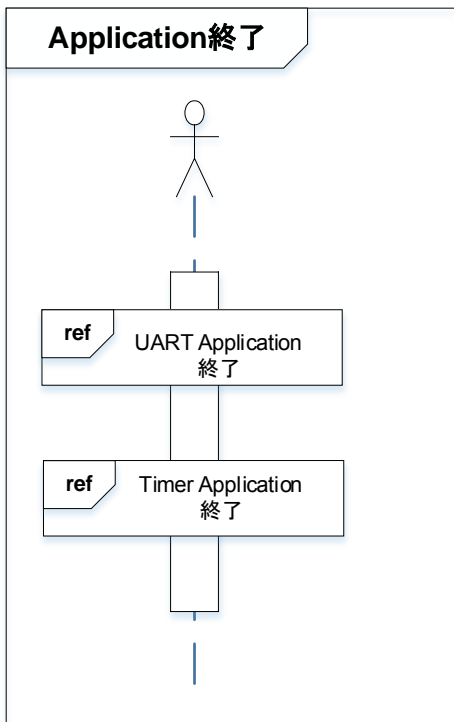 Application終了
ref
UART Application
終了
ref
Timer Application
終了